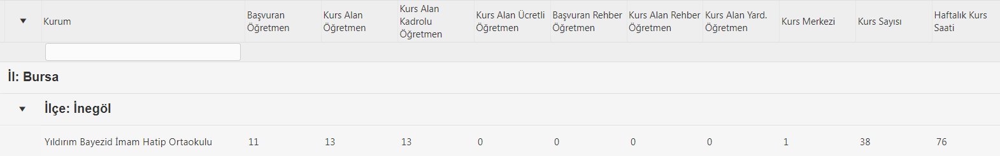 Kurum
Başvuran
Öğretmen
Kurs Alan
Öğretmen
Kurs Alan
Kadrolu
Öğretmen
Kurs Alan Ücretli
Öğretmen
Başvuran Rehber
Öğretmen
Kurs Alan Rehber
Öğretmen
Kurs Alan Yard.
Öğretmen
Kurs Merkezi
Kurs Sayısı
Haftalık Kurs
Saati
İl: Bursa
İlçe: İnegöl
Yıldırım Bayezid İmam Hatip Ortaokulu 11 13 13 0 0 0 0 1 38 76